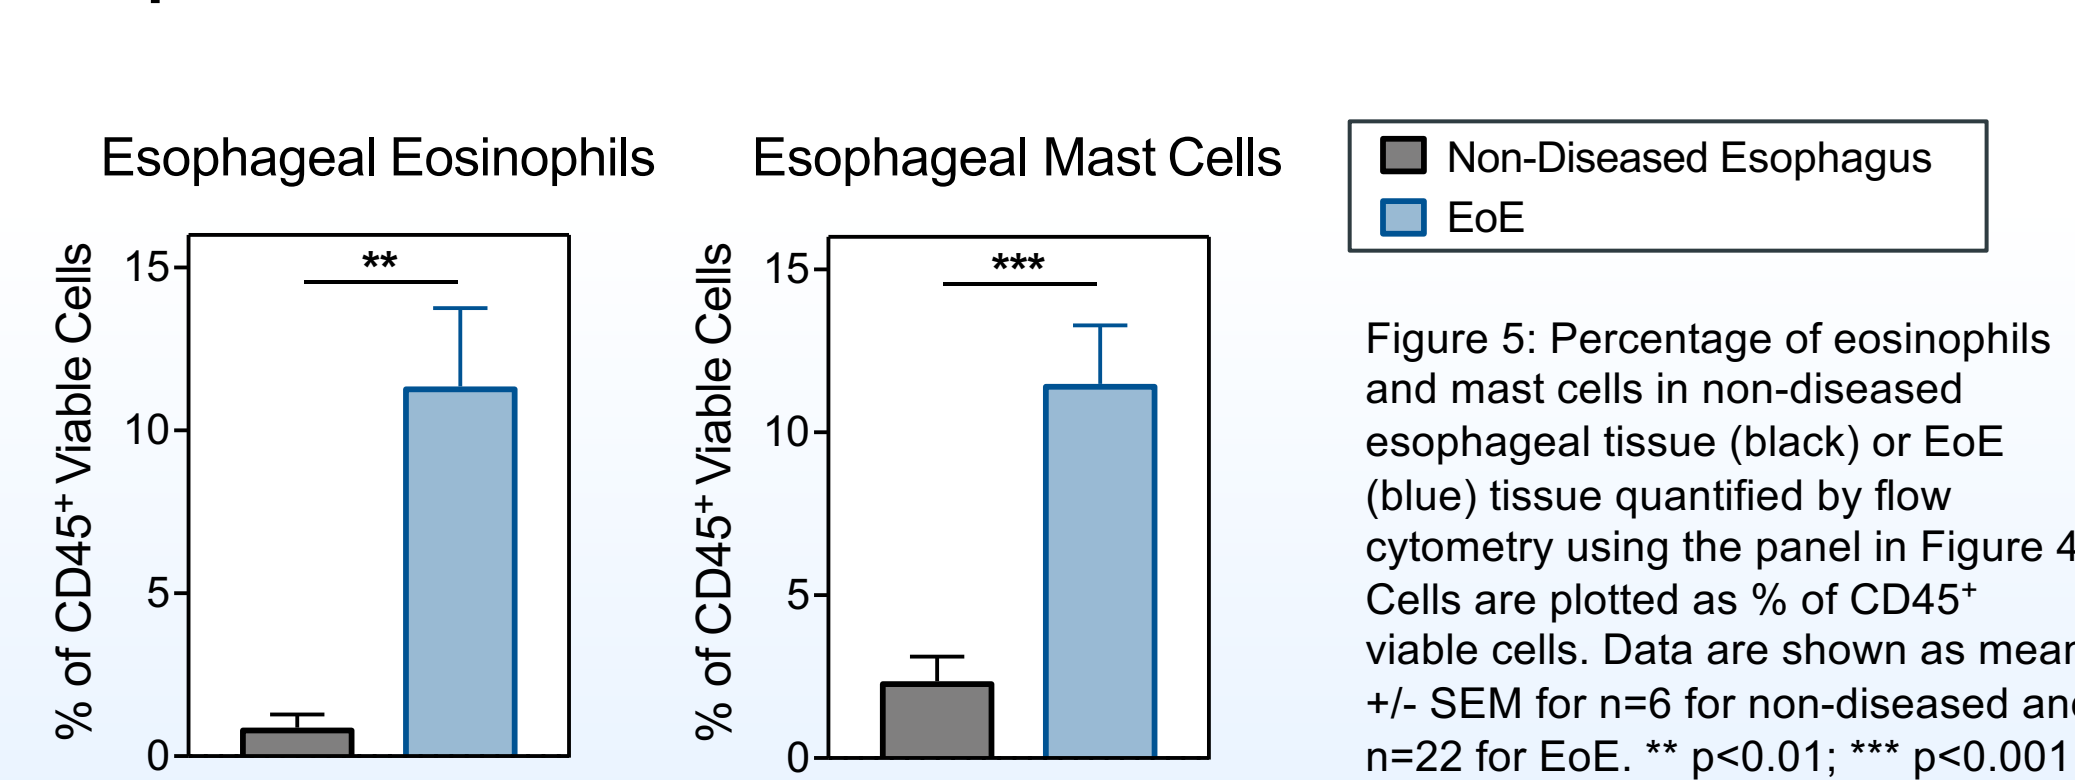 Esophageal Eosinophils
% of CD45⁺ Viable Cells
15
10
5
0
**
Esophageal Mast Cells
% of CD45⁺ Viable Cells
15
10
5
0
***
Non-Diseased Esophagus
EoE
Figure 5: Percentage of eosinophils
and mast cells in non-diseased
esophageal tissue (black) or EoE
(blue) tissue quantified by flow
cytometry using the panel in Figure 4
Cells are plotted as % of CD45⁺
viable cells. Data are shown as mean
+/- SEM for n=6 for non-diseased and
n=22 for EoE. ** p<0.01; *** p<0.001